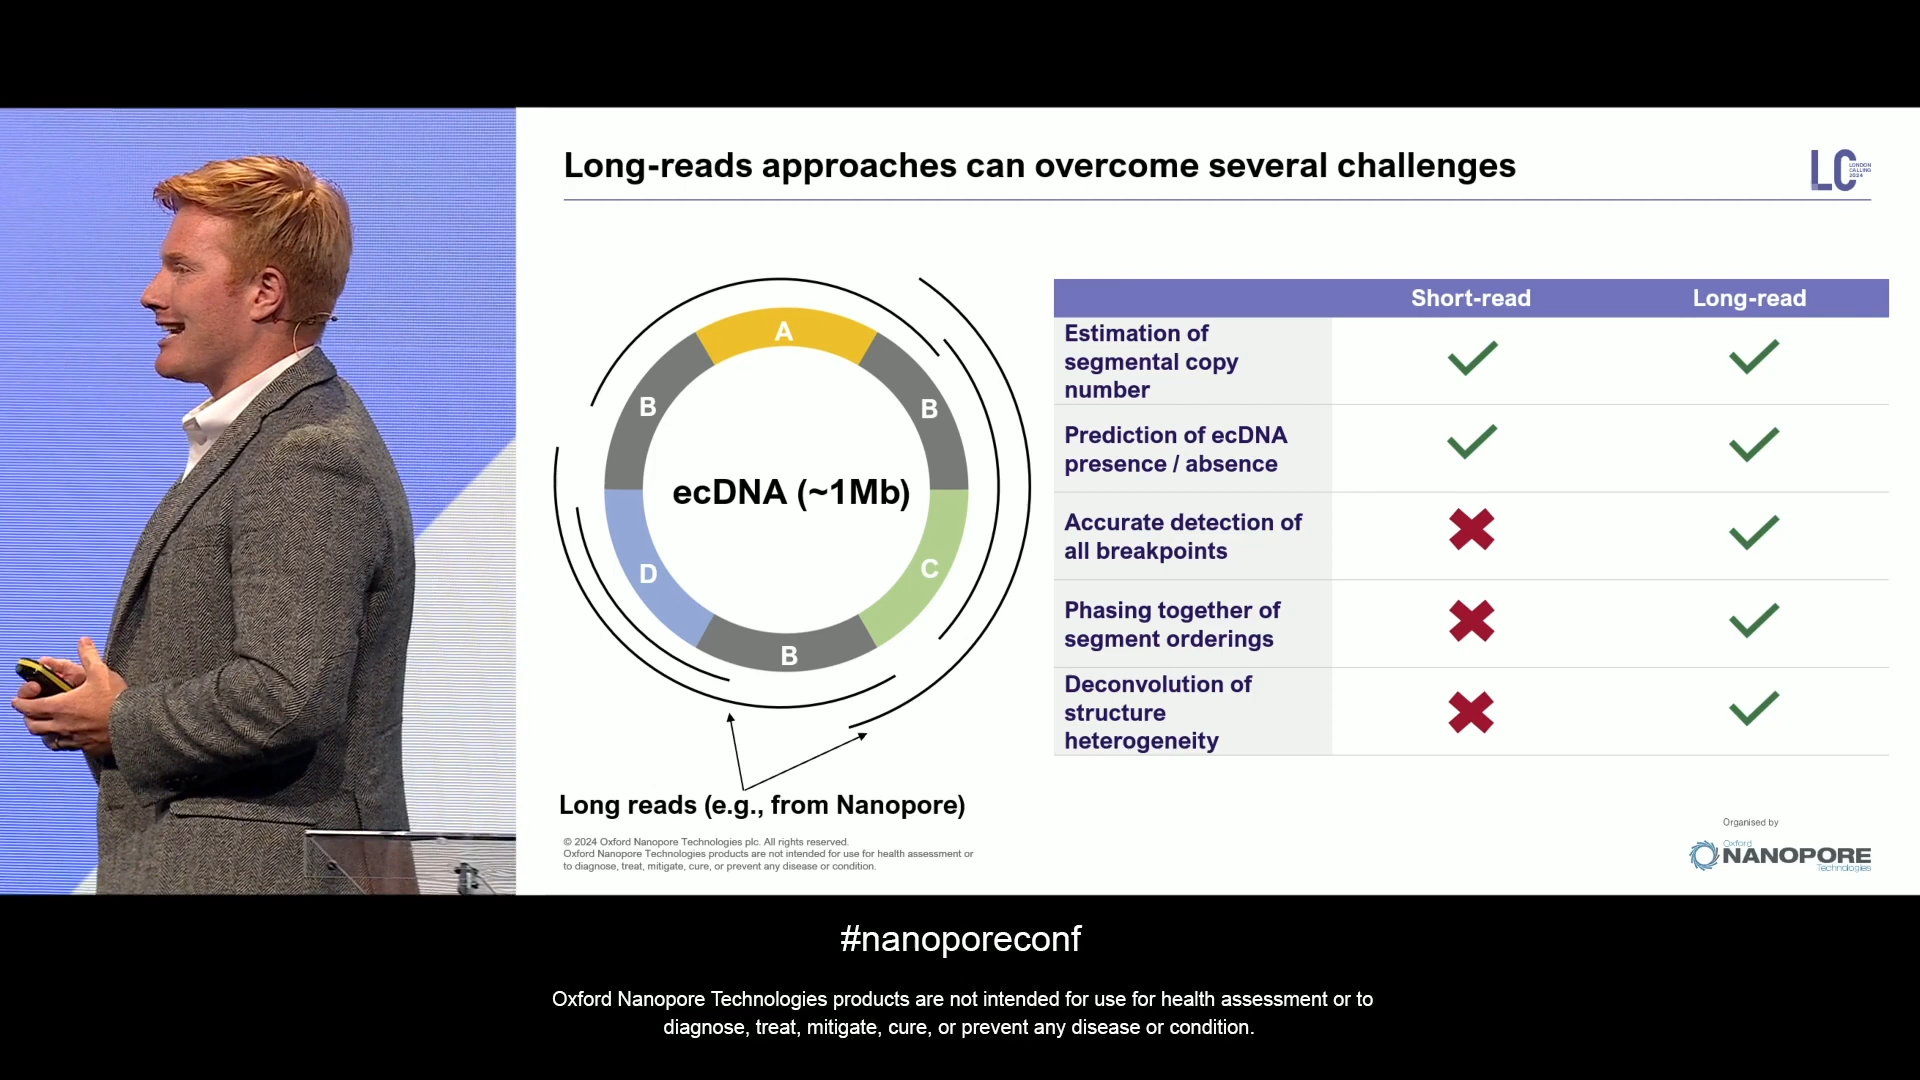 Long-reads approaches can overcome several challenges
LC
LONDON
CALLING
2024
A
B
B
ecDNA (~1Mb)
D
C
B
Long reads (e.g., from Nanopore)
Short-read
Long-read
Estimation of
segmental copy
number
Prediction of ecDNA
presence / absence
Accurate detection of
all breakpoints
Phasing together of
segment orderings
Deconvolution of
structure
heterogeneity
© 2024 Oxford Nanopore Technologies plc. All rights reserved.
Oxford Nanopore Technologies products are not intended for use for health assessment or
to diagnose, treat, mitigate, cure, or prevent any disease or condition.
Organised by
Oxford
NANOPORE
Technologies
#nanoporeconf
Oxford Nanopore Technologies products are not intended for use for health assessment or to
diagnose, treat, mitigate, cure, or prevent any disease or condition.